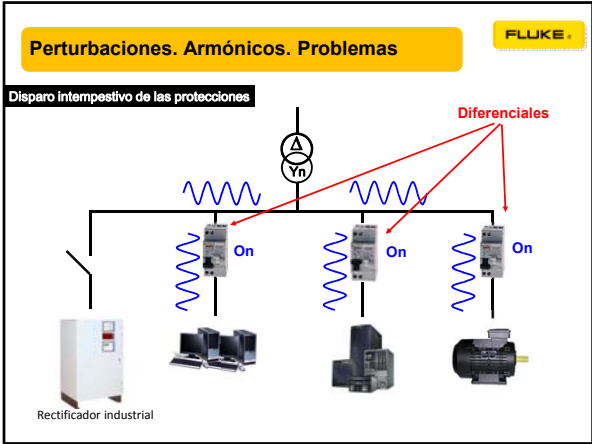 Perturbaciones. Armónicos. Problemas
FLUKE ®
Disparo intempestivo de las protecciones
Diferenciales
Δ
Yn
On
On
On
Rectificador industrial